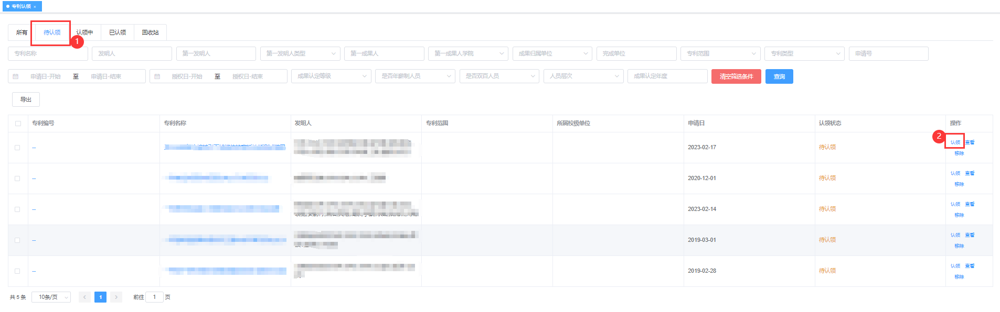 专利认领 ×
所有 待认领 认领中 已认领 回收站
1
专利名称 发明人 第一发明人 第一发明人类型 第一成果人 第一成果人学院 成果归属单位 完成单位 专利范围 专利类型 申请号
申请日-开始 至 申请日-结束 授权日-开始 至 授权日-结束 成果认定等级 是否年薪制人员 是否双百人员 人员层次 成果认定年度 清空筛选条件 查询
导出
专利编号 专利名称 发明人 专利范围 所属校级单位 申请日 认领状态 操作
2
-- 2023-02-17 待认领 认领 查看
移除
-- 2020-12-01 待认领 认领 查看
移除
-- 2023-02-14 待认领 认领 查看
移除
-- 2019-03-01 待认领 认领 查看
移除
-- 2019-02-28 待认领 认领 查看
移除
共 5 条 10条/页 < 1 > 前往 1 页